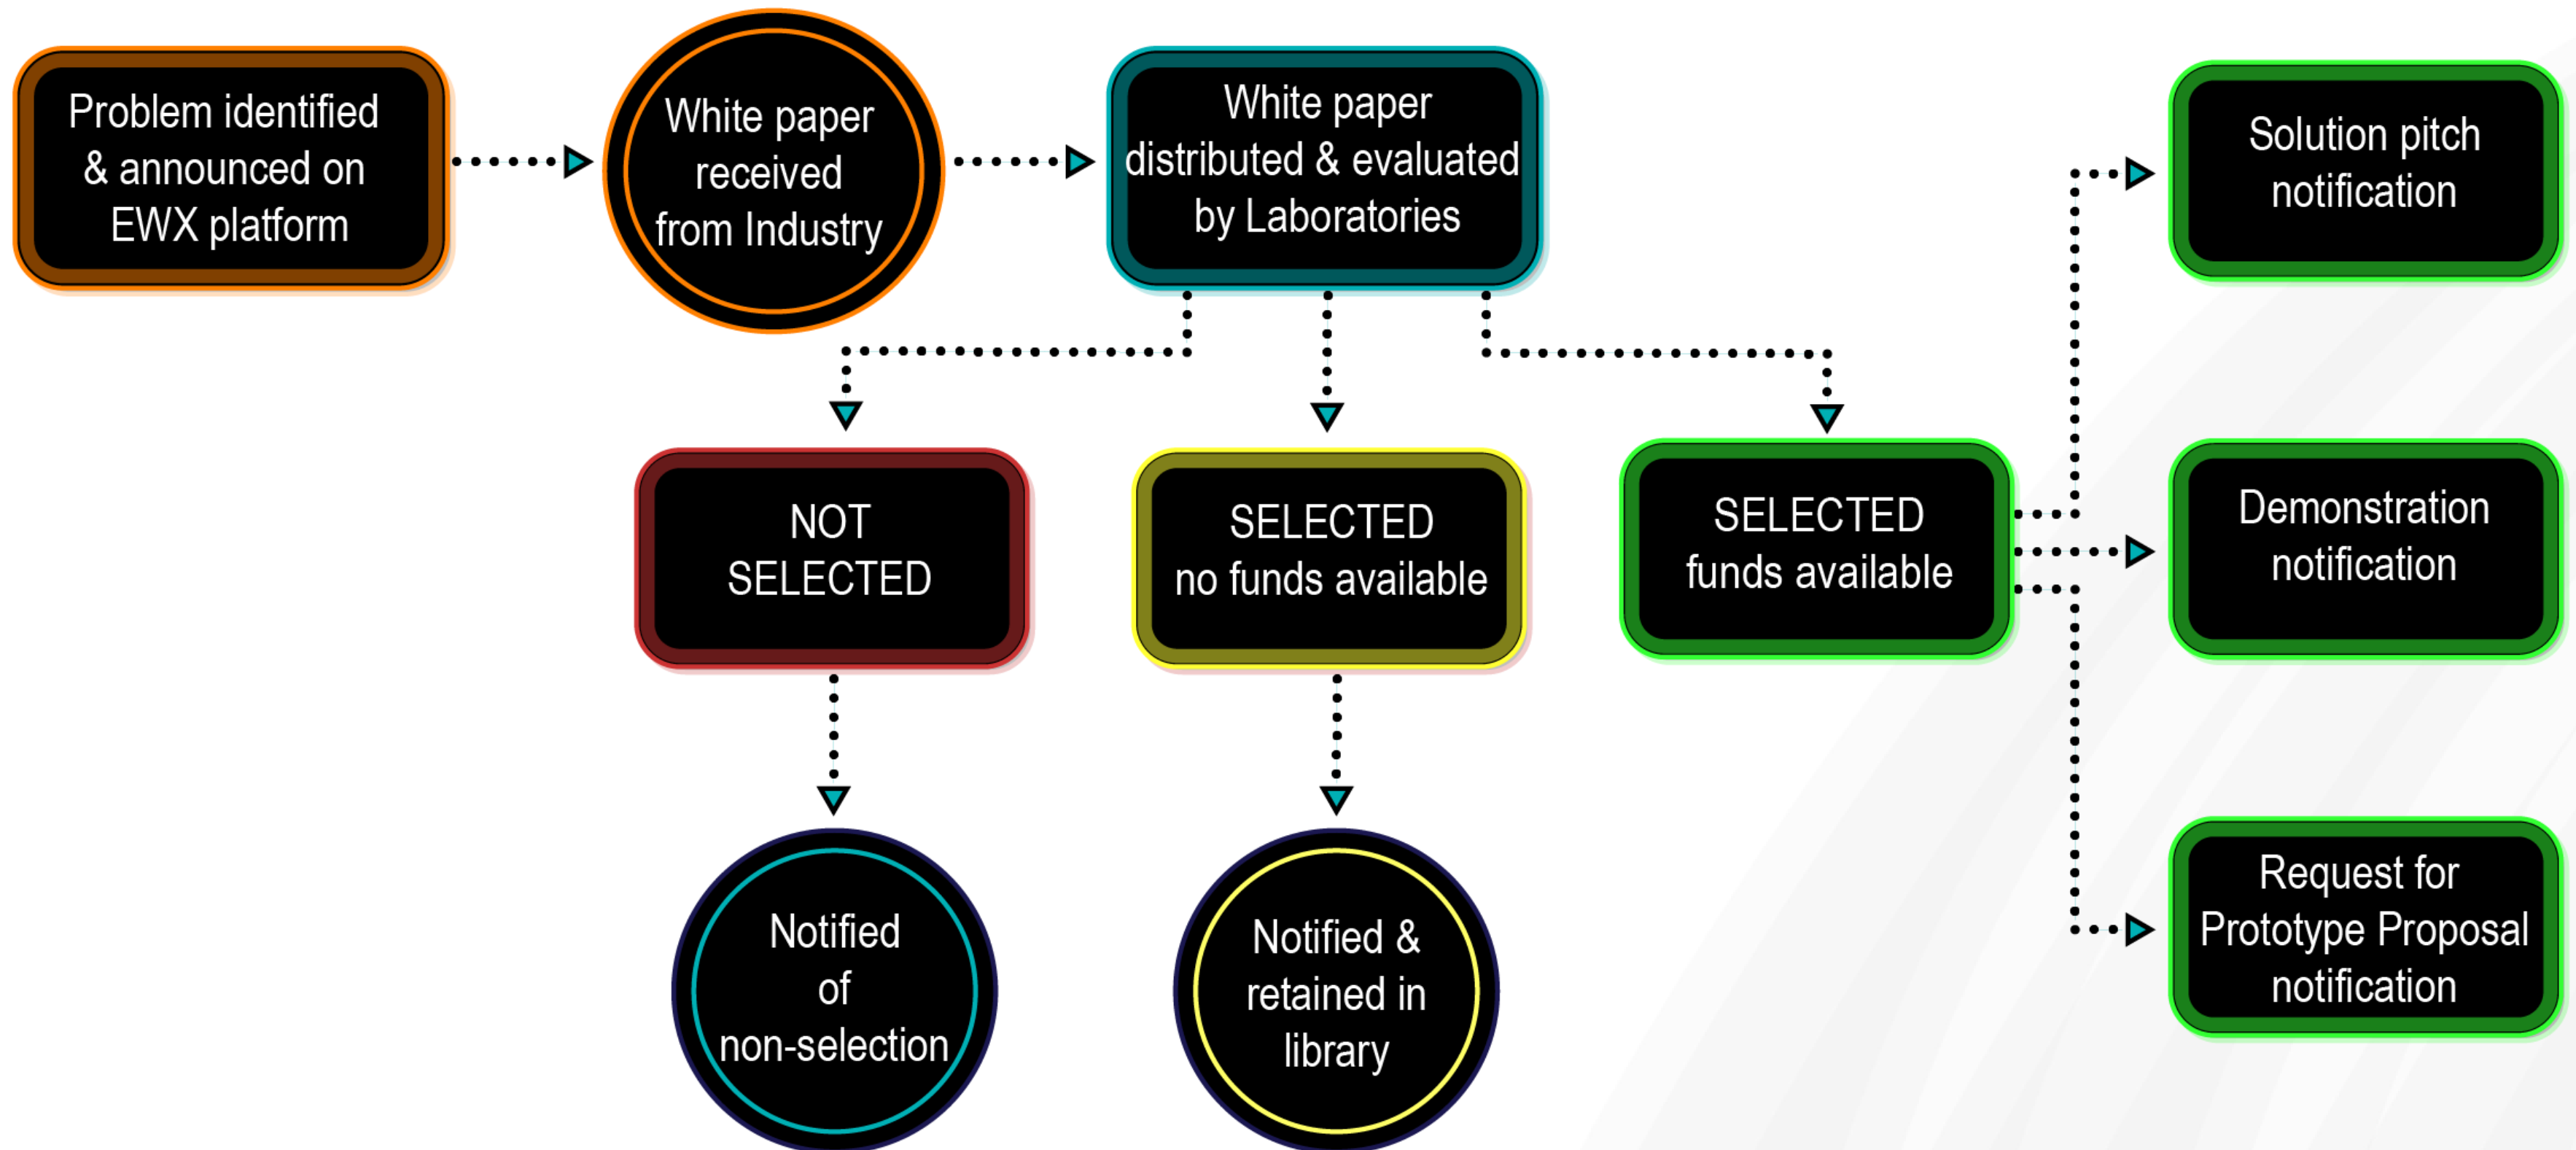 Problem identified
& announced on
EWX platform
White paper
received
from Industry
White paper
distributed & evaluated
by Laboratories
Solution pitch
notification
NOT
SELECTED
SELECTED
no funds available
SELECTED
funds available
Demonstration
notification
Notified
of
non-selection
Notified &
retained in
library
Request for
Prototype Proposal
notification